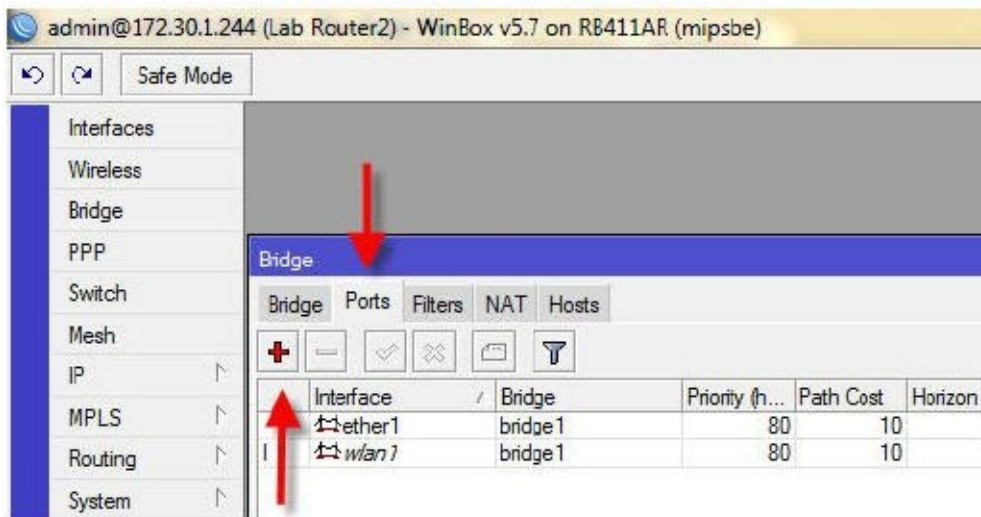 admin@172.30.1.244 (Lab Router2) - WinBox v5.7 on RB411AR (mipsbe)
Safe Mode
Interfaces
Wireless
Bridge
PPP
Switch
Mesh
IP
MPLS
Routing
System
Bridge
Bridge Ports Filters NAT Hosts
Interface / Bridge Priority (h... Path Cost Horizon
ether1 bridge1 80 10
I wlan1 bridge1 80 10